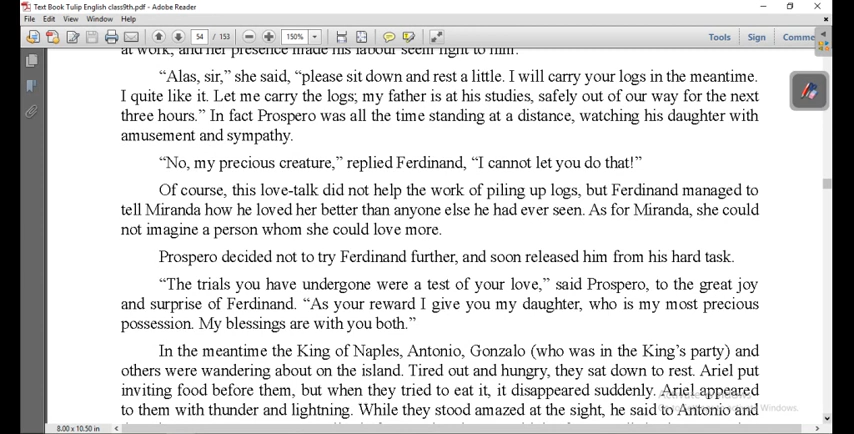 Text Book Tulip English class9th.pdf - Adobe Reader
File Edit View Window Help
54 / 153 150% Tools Sign Comme
at work, and her presence made his labour seem light to him.
“Alas, sir,” she said, “please sit down and rest a little. I will carry your logs in the meantime.
I quite like it. Let me carry the logs; my father is at his studies, safely out of our way for the next
three hours.” In fact Prospero was all the time standing at a distance, watching his daughter with
amusement and sympathy.
“No, my precious creature,” replied Ferdinand, “I cannot let you do that!”
Of course, this love-talk did not help the work of piling up logs, but Ferdinand managed to
tell Miranda how he loved her better than anyone else he had ever seen. As for Miranda, she could
not imagine a person whom she could love more.
Prospero decided not to try Ferdinand further, and soon released him from his hard task.
“The trials you have undergone were a test of your love,” said Prospero, to the great joy
and surprise of Ferdinand. “As your reward I give you my daughter, who is my most precious
possession. My blessings are with you both.”
In the meantime the King of Naples, Antonio, Gonzalo (who was in the King’s party) and
others were wandering about on the island. Tired out and hungry, they sat down to rest. Ariel put
inviting food before them, but when they tried to eat it, it disappeared suddenly. Ariel appeared
to them with thunder and lightning. While they stood amazed at the sight, he said to Antonio and
Windows.
8.00 x 10.50 in